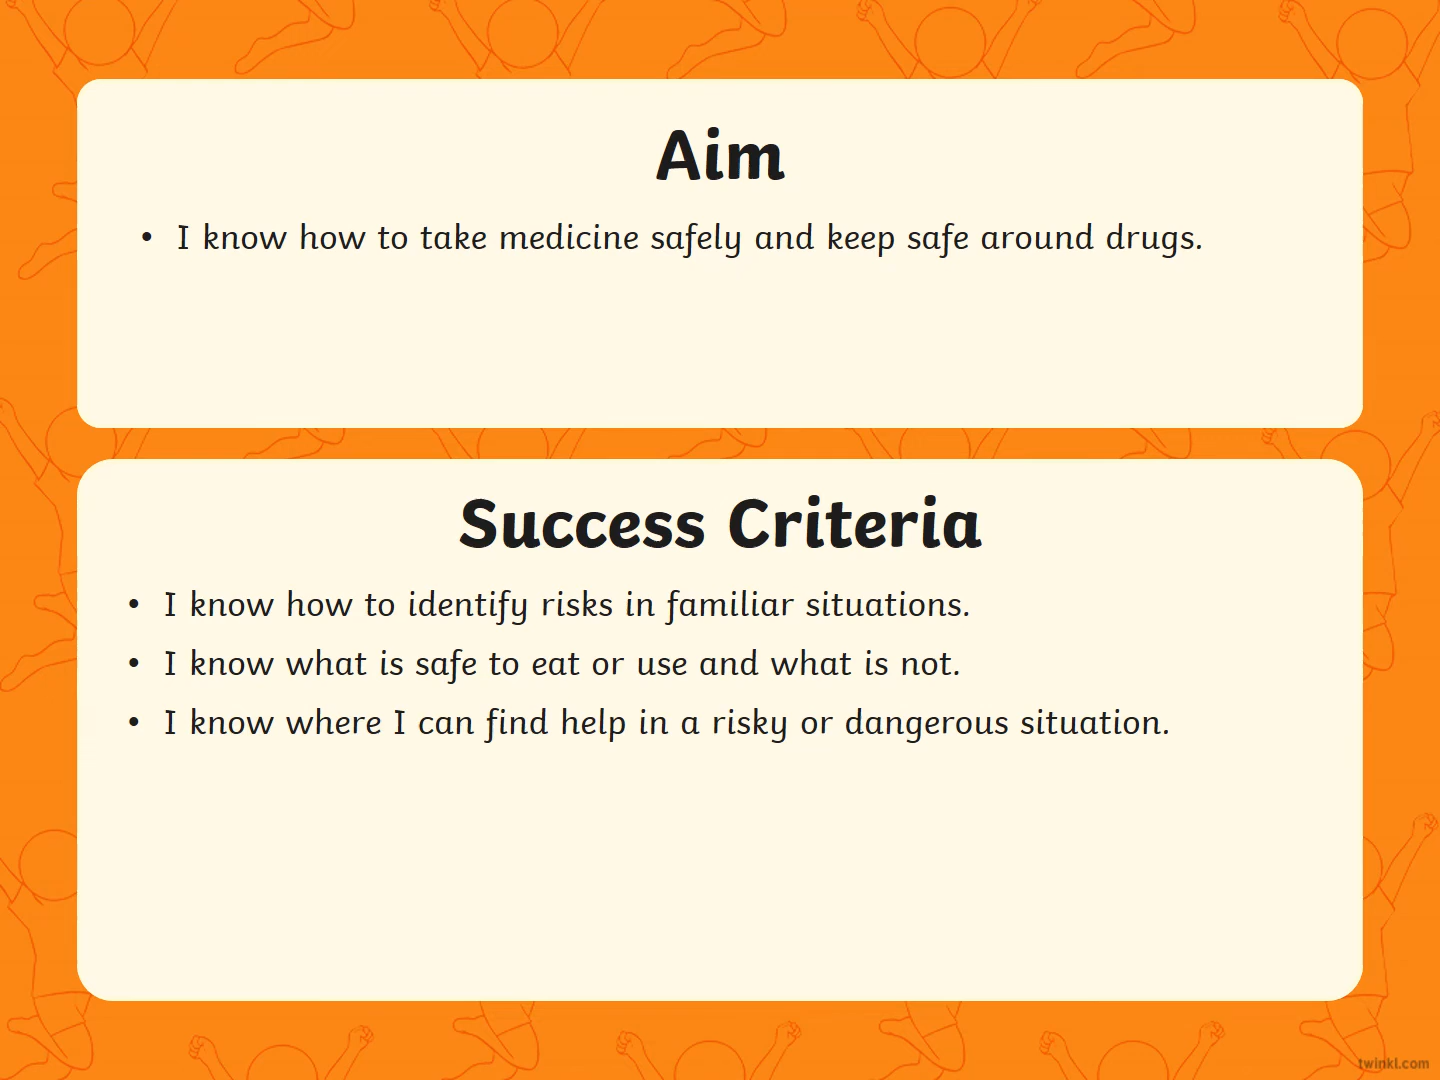 Aim
• I know how to take medicine safely and keep safe around drugs.
Success Criteria
• I know how to identify risks in familiar situations.
• I know what is safe to eat or use and what is not.
• I know where I can find help in a risky or dangerous situation.
twinkl.com